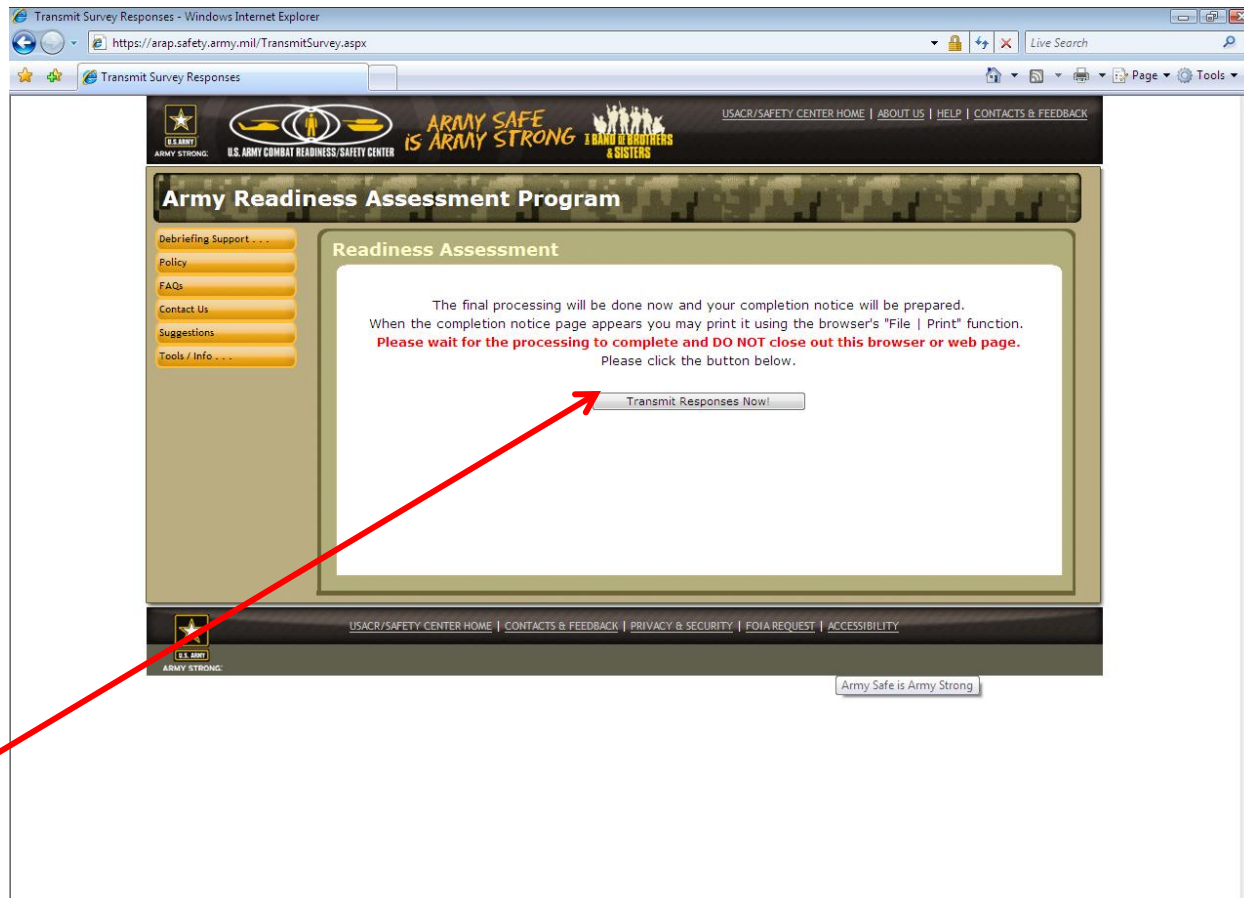 Transmit Survey Responses - Windows Internet Explorer
https://arap.safety.army.mil/TransmitSurvey.aspx
Live Search
Transmit Survey Responses
Page
Tools
U.S. ARMY
ARMY STRONG:
U.S. ARMY COMBAT READINESS/SAFETY CENTER
ARMY SAFE
IS ARMY STRONG
1 BAND OF BROTHERS
& SISTERS
USACR/SAFETY CENTER HOME | ABOUT US | HELP | CONTACTS & FEEDBACK
Army Readiness Assessment Program
Debriefing Support . . .
Policy
FAQs
Contact Us
Suggestions
Tools / Info . . .
Readiness Assessment
The final processing will be done now and your completion notice will be prepared.
When the completion notice page appears you may print it using the browser's "File | Print" function.
Please wait for the processing to complete and DO NOT close out this browser or web page.
Please click the button below.
Transmit Responses Now!
U.S. ARMY
ARMY STRONG:
USACR/SAFETY CENTER HOME | CONTACTS & FEEDBACK | PRIVACY & SECURITY | FOIA REQUEST | ACCESSIBILITY
Army Safe is Army Strong